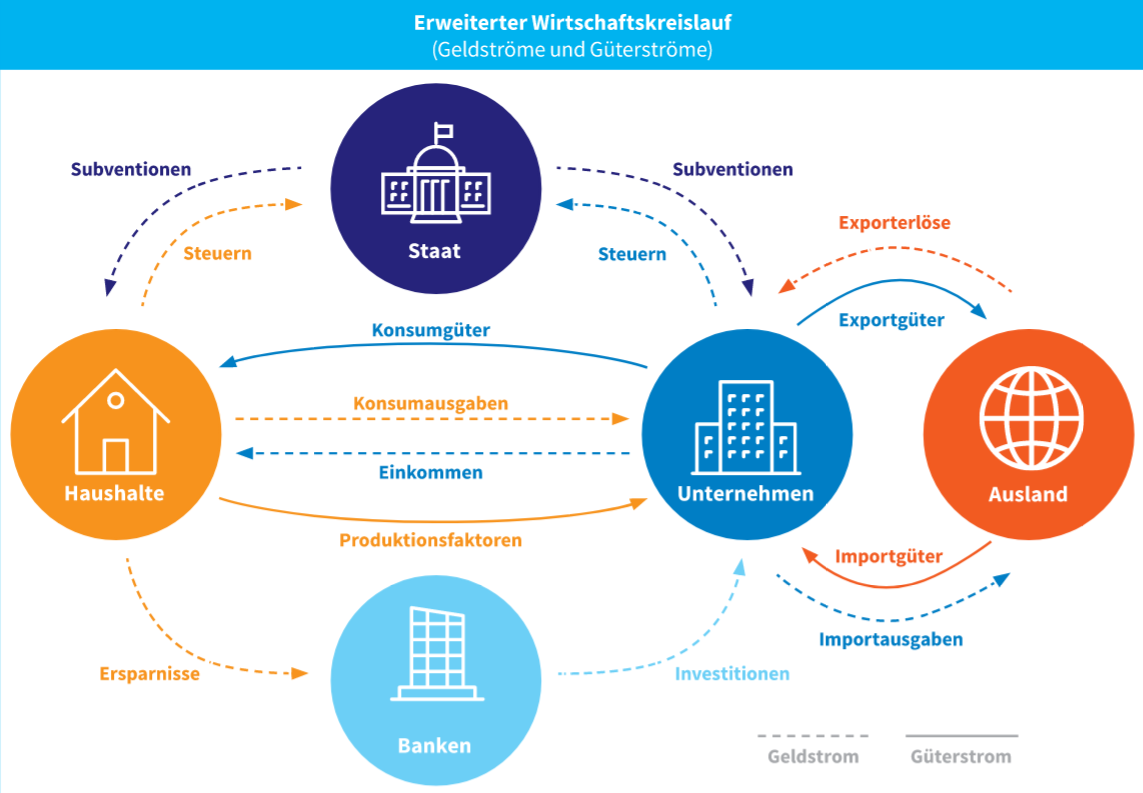 Erweiterter Wirtschaftskreislauf
(Geldströme und Güterströme)
Subventionen
Subventionen
Steuern
Staat
Steuern
Exporterlöse
Exportgüter
Konsumgüter
Konsumausgaben
Einkommen
Haushalte
Unternehmen
Ausland
Produktionsfaktoren
Importgüter
Importausgaben
Ersparnisse
Investitionen
Banken
Geldstrom
Güterstrom